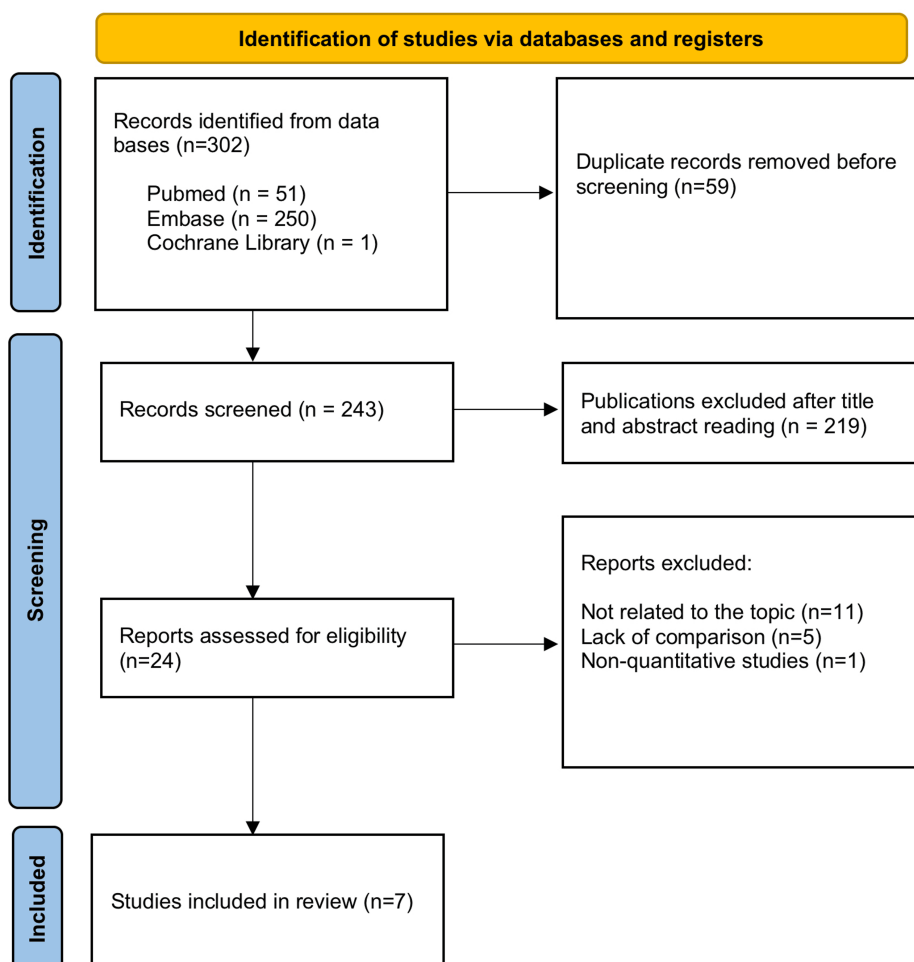 Identification of studies via databases and registers
Identification
Records identified from data
bases (n=302)
Pubmed (n = 51)
Embase (n = 250)
Cochrane Library (n = 1)
Duplicate records removed before
screening (n=59)
Screening
Records screened (n = 243)
Publications excluded after title
and abstract reading (n = 219)
Reports assessed for eligibility
(n=24)
Reports excluded:
Not related to the topic (n=11)
Lack of comparison (n=5)
Non-quantitative studies (n=1)
Included
Studies included in review (n=7)